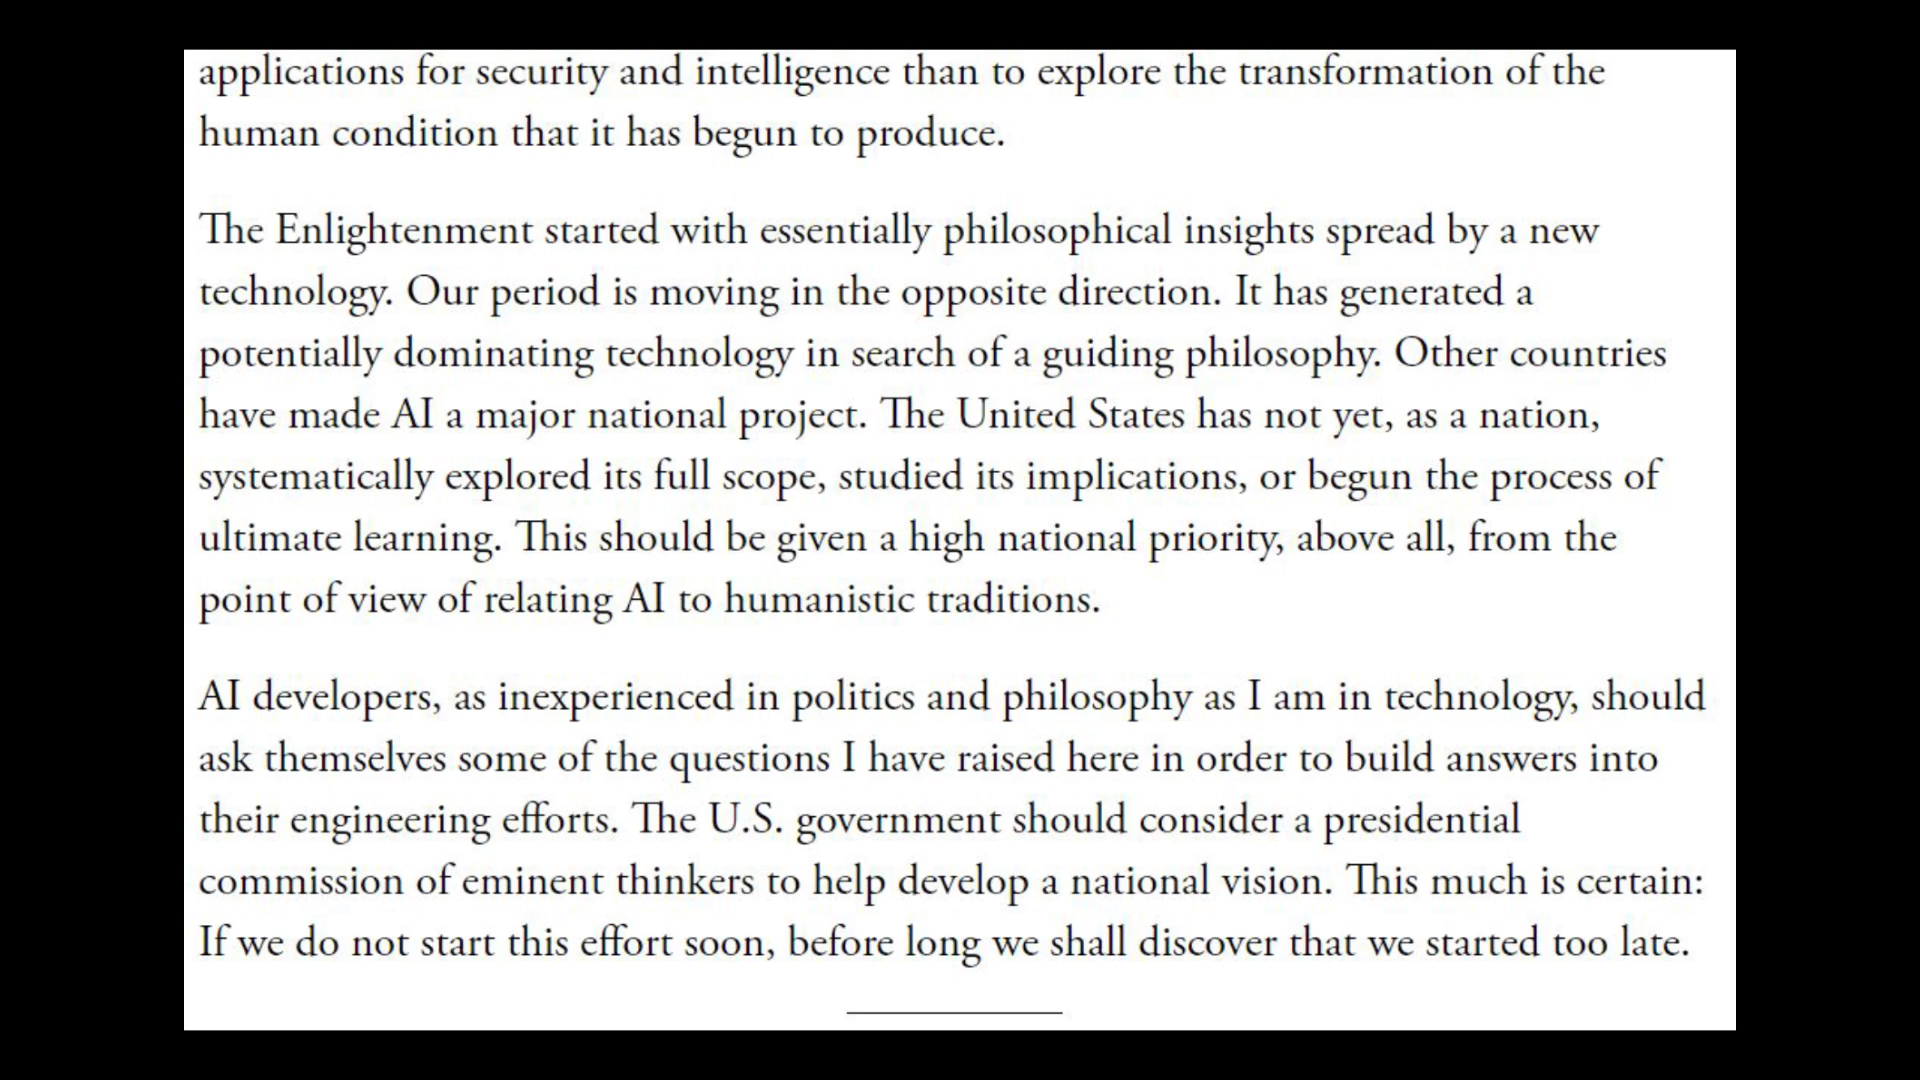 applications for security and intelligence than to explore the transformation of the
human condition that it has begun to produce.
The Enlightenment started with essentially philosophical insights spread by a new
technology. Our period is moving in the opposite direction. It has generated a
potentially dominating technology in search of a guiding philosophy. Other countries
have made AI a major national project. The United States has not yet, as a nation,
systematically explored its full scope, studied its implications, or begun the process of
ultimate learning. This should be given a high national priority, above all, from the
point of view of relating AI to humanistic traditions.
AI developers, as inexperienced in politics and philosophy as I am in technology, should
ask themselves some of the questions I have raised here in order to build answers into
their engineering efforts. The U.S. government should consider a presidential
commission of eminent thinkers to help develop a national vision. This much is certain:
If we do not start this effort soon, before long we shall discover that we started too late.